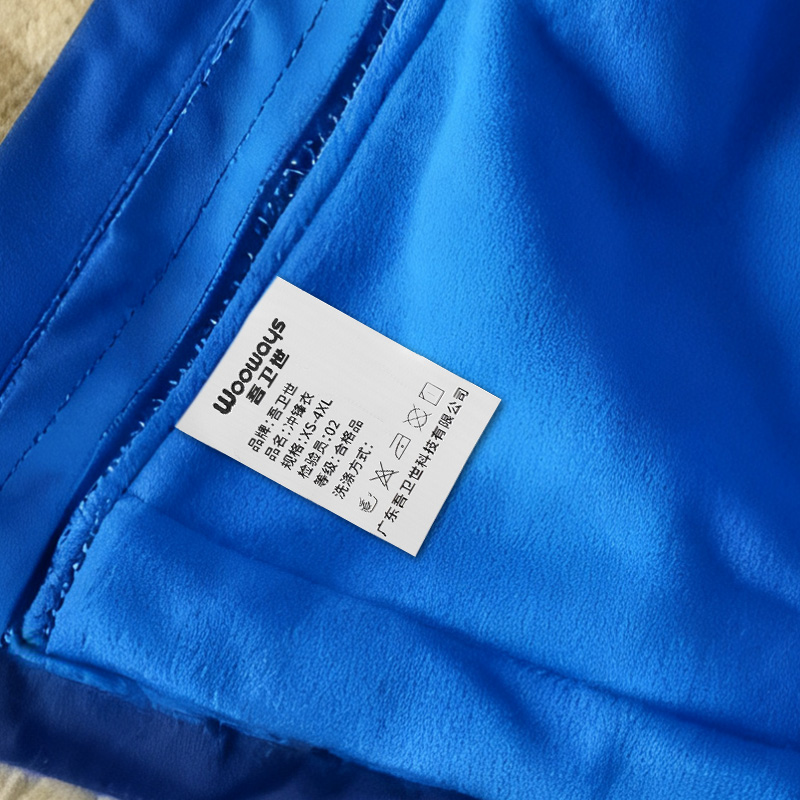 Wooways
吾卫世
品牌:吾卫世
品名:冲锋衣
规格:XS-4XL
检验员:02
等级:合格品
洗涤方式:
广东吾卫世科技有限公司